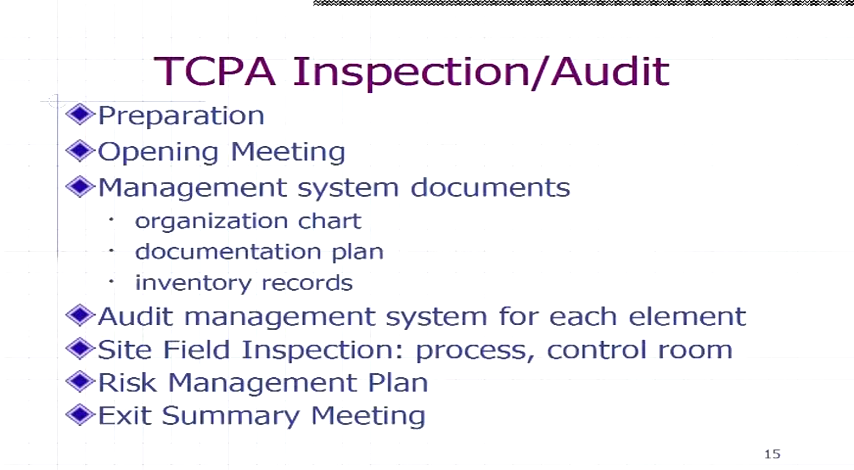 TCPA Inspection/Audit
Preparation
Opening Meeting
Management system documents
organization chart
documentation plan
inventory records
Audit management system for each element
Site Field Inspection: process, control room
Risk Management Plan
Exit Summary Meeting
15